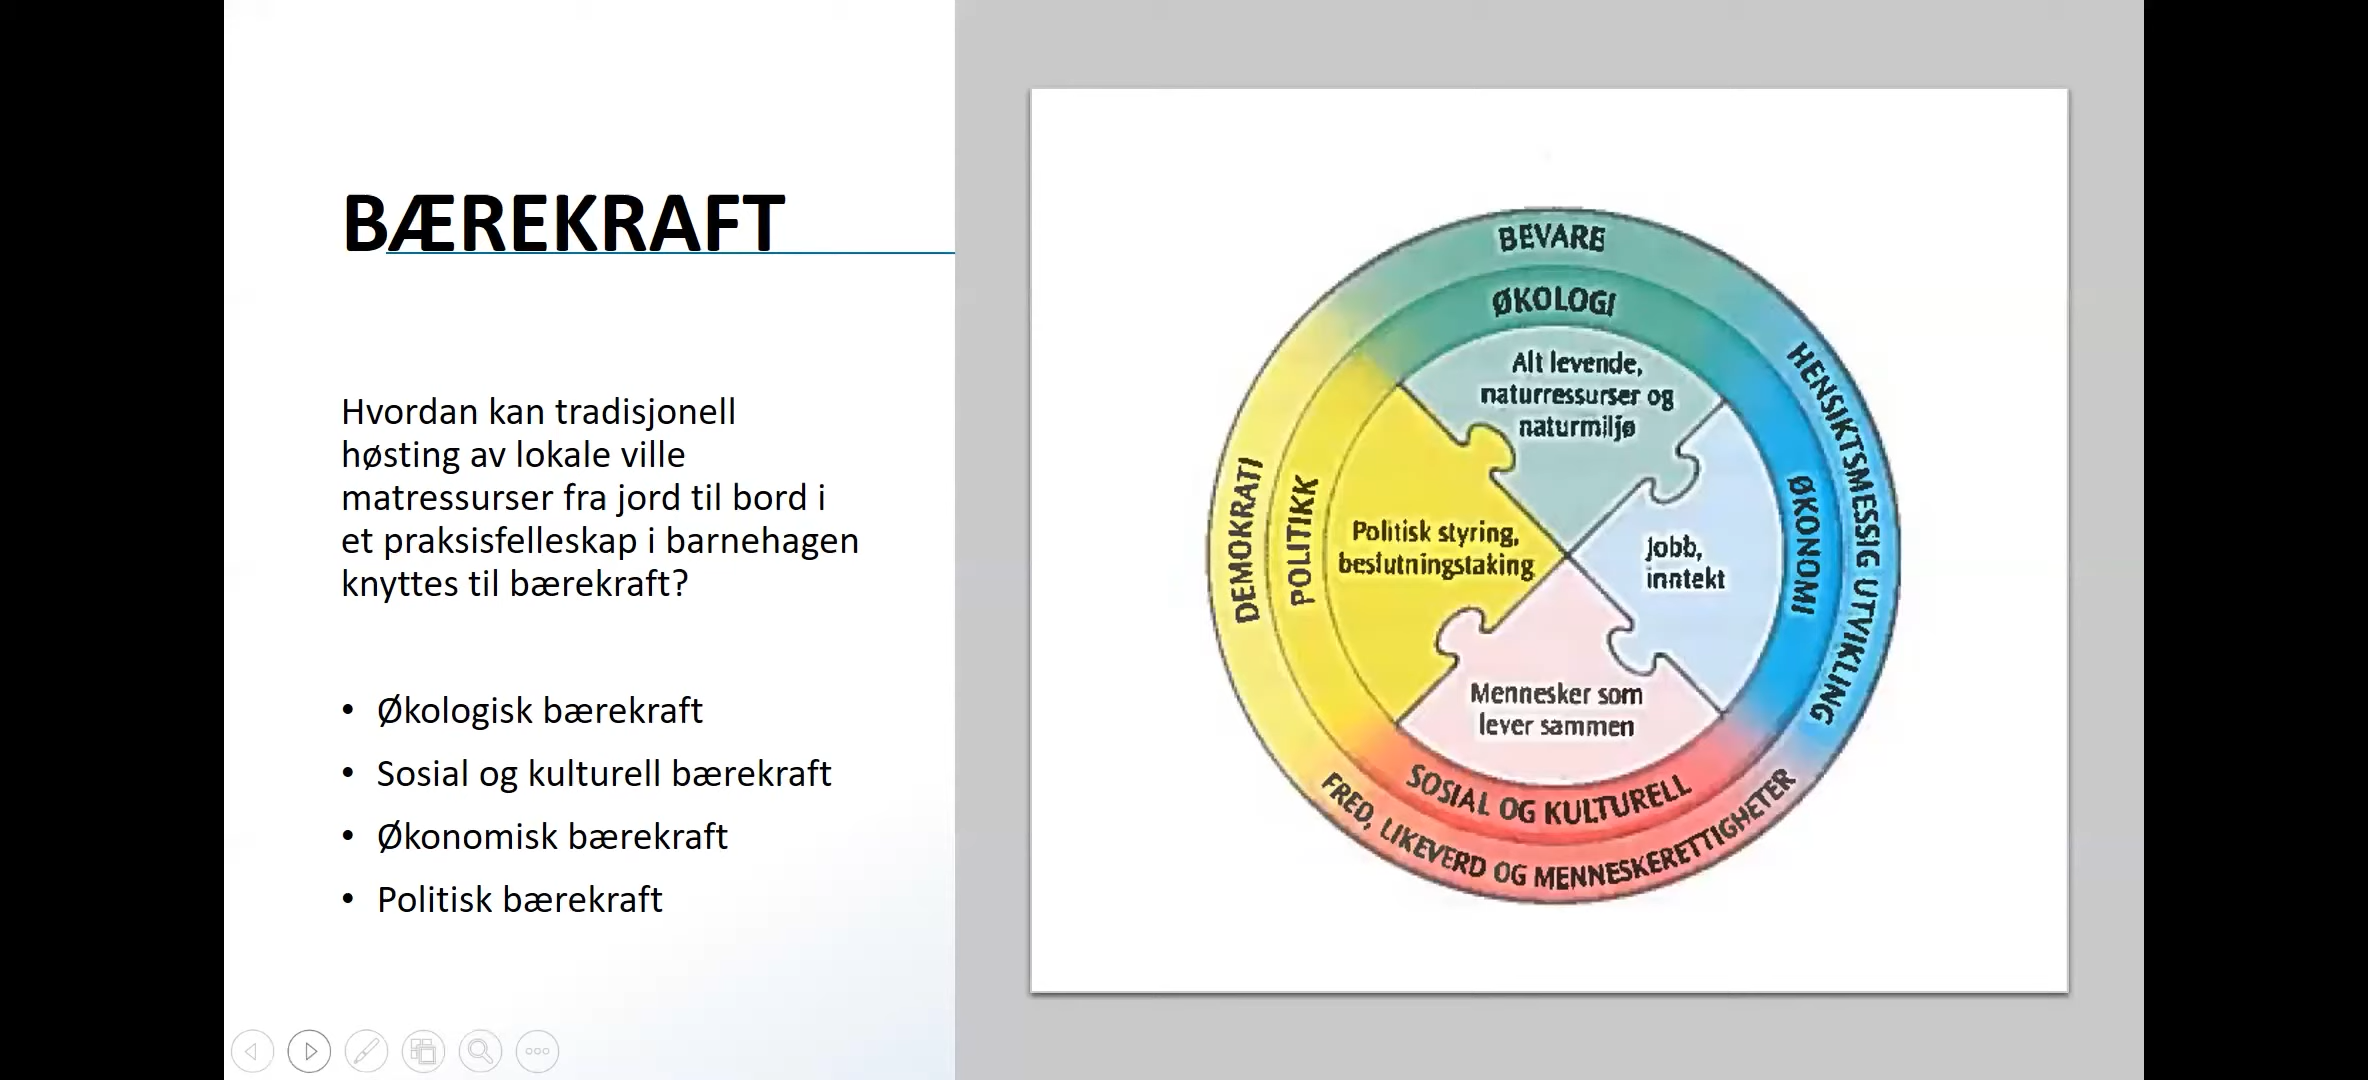 BÆREKRAFT
Hvordan kan tradisjonell
høsting av lokale ville
matressurser fra jord til bord i
et praksisfelleskap i barnehagen
knyttes til bærekraft?
• Økologisk bærekraft
• Sosial og kulturell bærekraft
• Økonomisk bærekraft
• Politisk bærekraft
BEVARE
ØKOLOGI
Alt levende,
naturressurser og
naturmiljø
DEMOKRATI
POLITIKK
Politisk styring,
beslutningstaking
Jobb,
inntekt
ØKONOMI
HENSIKTSMESSIG UTVIKLING
Mennesker som
lever sammen
SOSIAL OG KULTURELL
FRED, LIKEVERD OG MENNESKERETTIGHETER